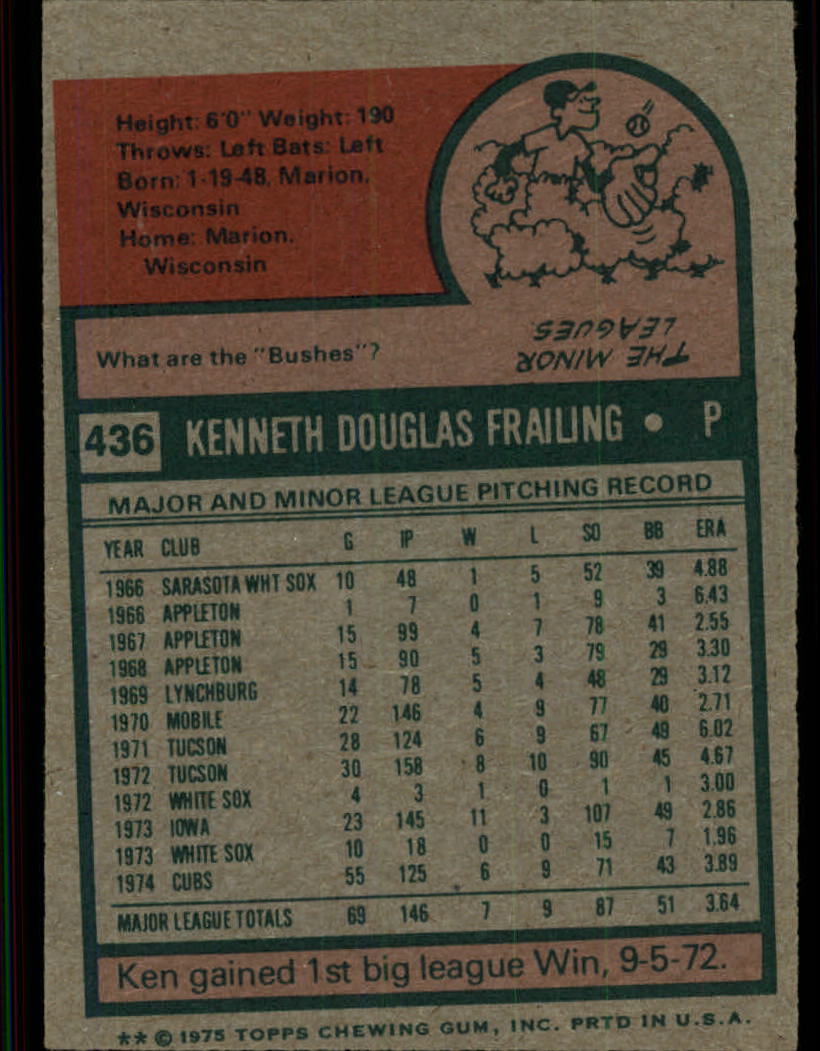 Height: 6'0" Weight: 190
Throws: Left Bats: Left
Born: 1-19-48, Marion,
Wisconsin
Home: Marion,
Wisconsin
What are the "Bushes"?
THE MINOR
LEAGUES
436 KENNETH DOUGLAS FRAILING • P
MAJOR AND MINOR LEAGUE PITCHING RECORD
YEAR CLUB G IP W L SO BB ERA
1966 SARASOTA WHT SOX 10 48 1 5 52 39 4.88
1966 APPLETON 1 7 0 1 9 3 6.43
1967 APPLETON 15 99 4 7 78 41 2.55
1968 APPLETON 15 90 5 3 79 29 3.30
1969 LYNCHBURG 14 78 5 4 48 29 3.12
1970 MOBILE 22 146 4 9 77 40 2.71
1971 TUCSON 28 124 6 9 67 49 6.02
1972 TUCSON 30 158 8 10 90 45 4.67
1972 WHITE SOX 4 3 1 0 1 1 3.00
1973 IOWA 23 145 11 3 107 49 2.86
1973 WHITE SOX 10 18 0 0 15 7 1.96
1974 CUBS 55 125 6 9 71 43 3.89
MAJOR LEAGUE TOTALS 69 146 7 9 87 51 3.64
Ken gained 1st big league Win, 9-5-72.
** © 1975 TOPPS CHEWING GUM, INC. PRTD IN U.S.A.